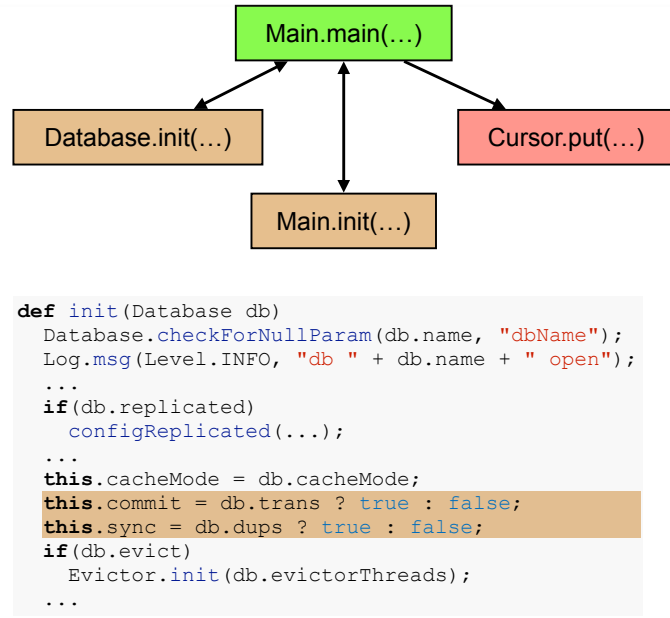 Main.main(…)
Database.init(…)
Cursor.put(…)
Main.init(…)
def init(Database db)
  Database.checkForNullParam(db.name, "dbName");
  Log.msg(Level.INFO, "db " + db.name + " open");
  ...
  if(db.replicated)
    configReplicated(...);
  ...
  this.cacheMode = db.cacheMode;
  this.commit = db.trans ? true : false;
  this.sync = db.dups ? true : false;
  if(db.evict)
    Evictor.init(db.evictorThreads);
  ...